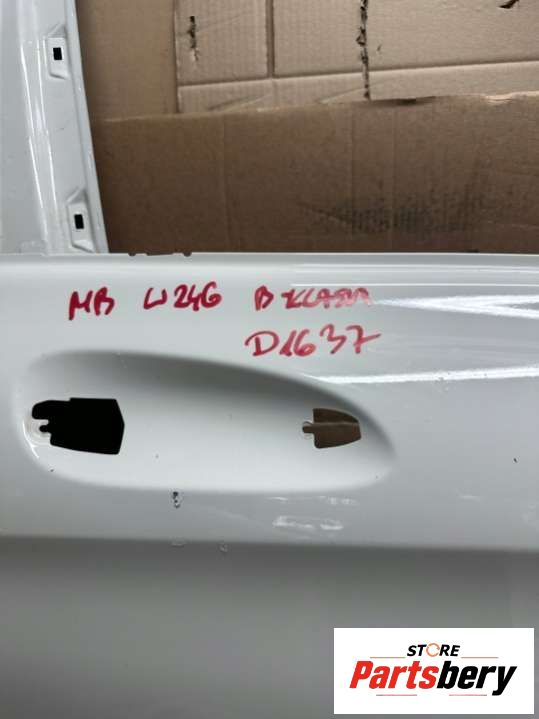 MB W246 B KLASA
D1637
STORE
Partsbery